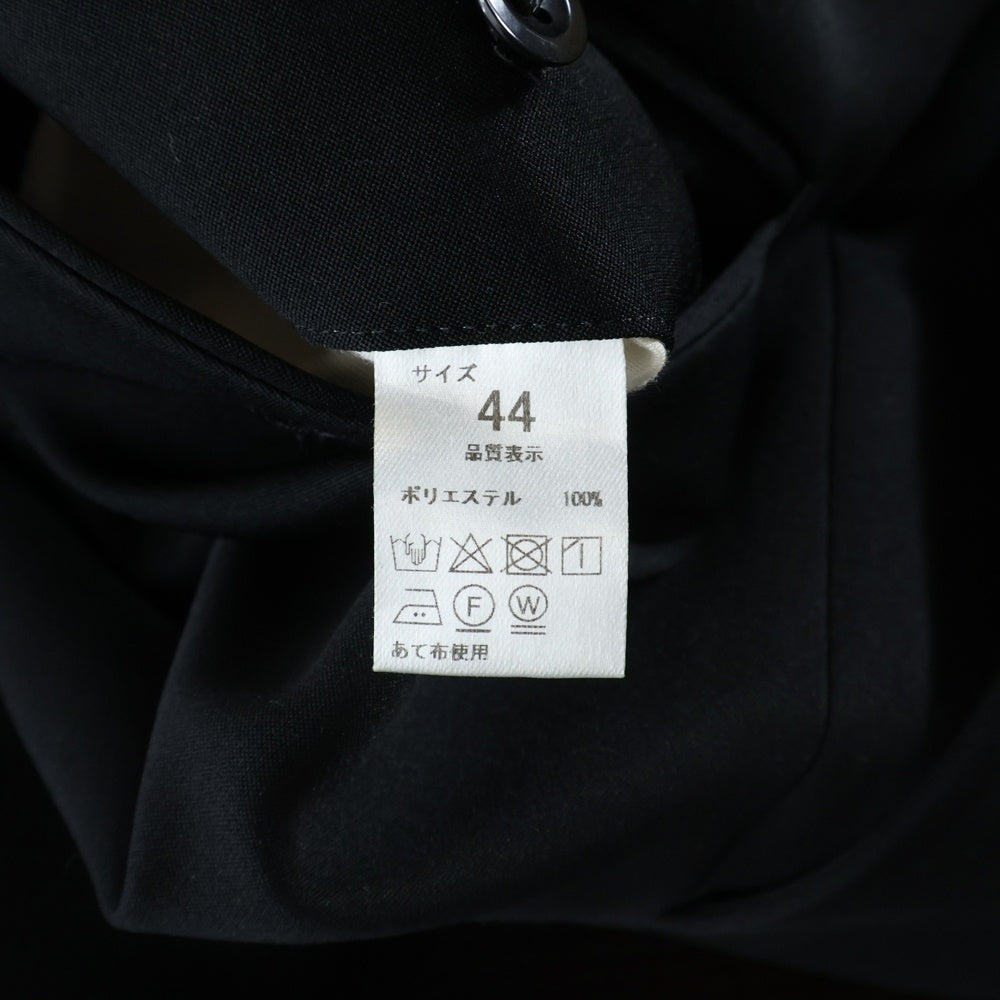 サイズ
44
品質表示
ポリエステル 100%
F W
あて布使用